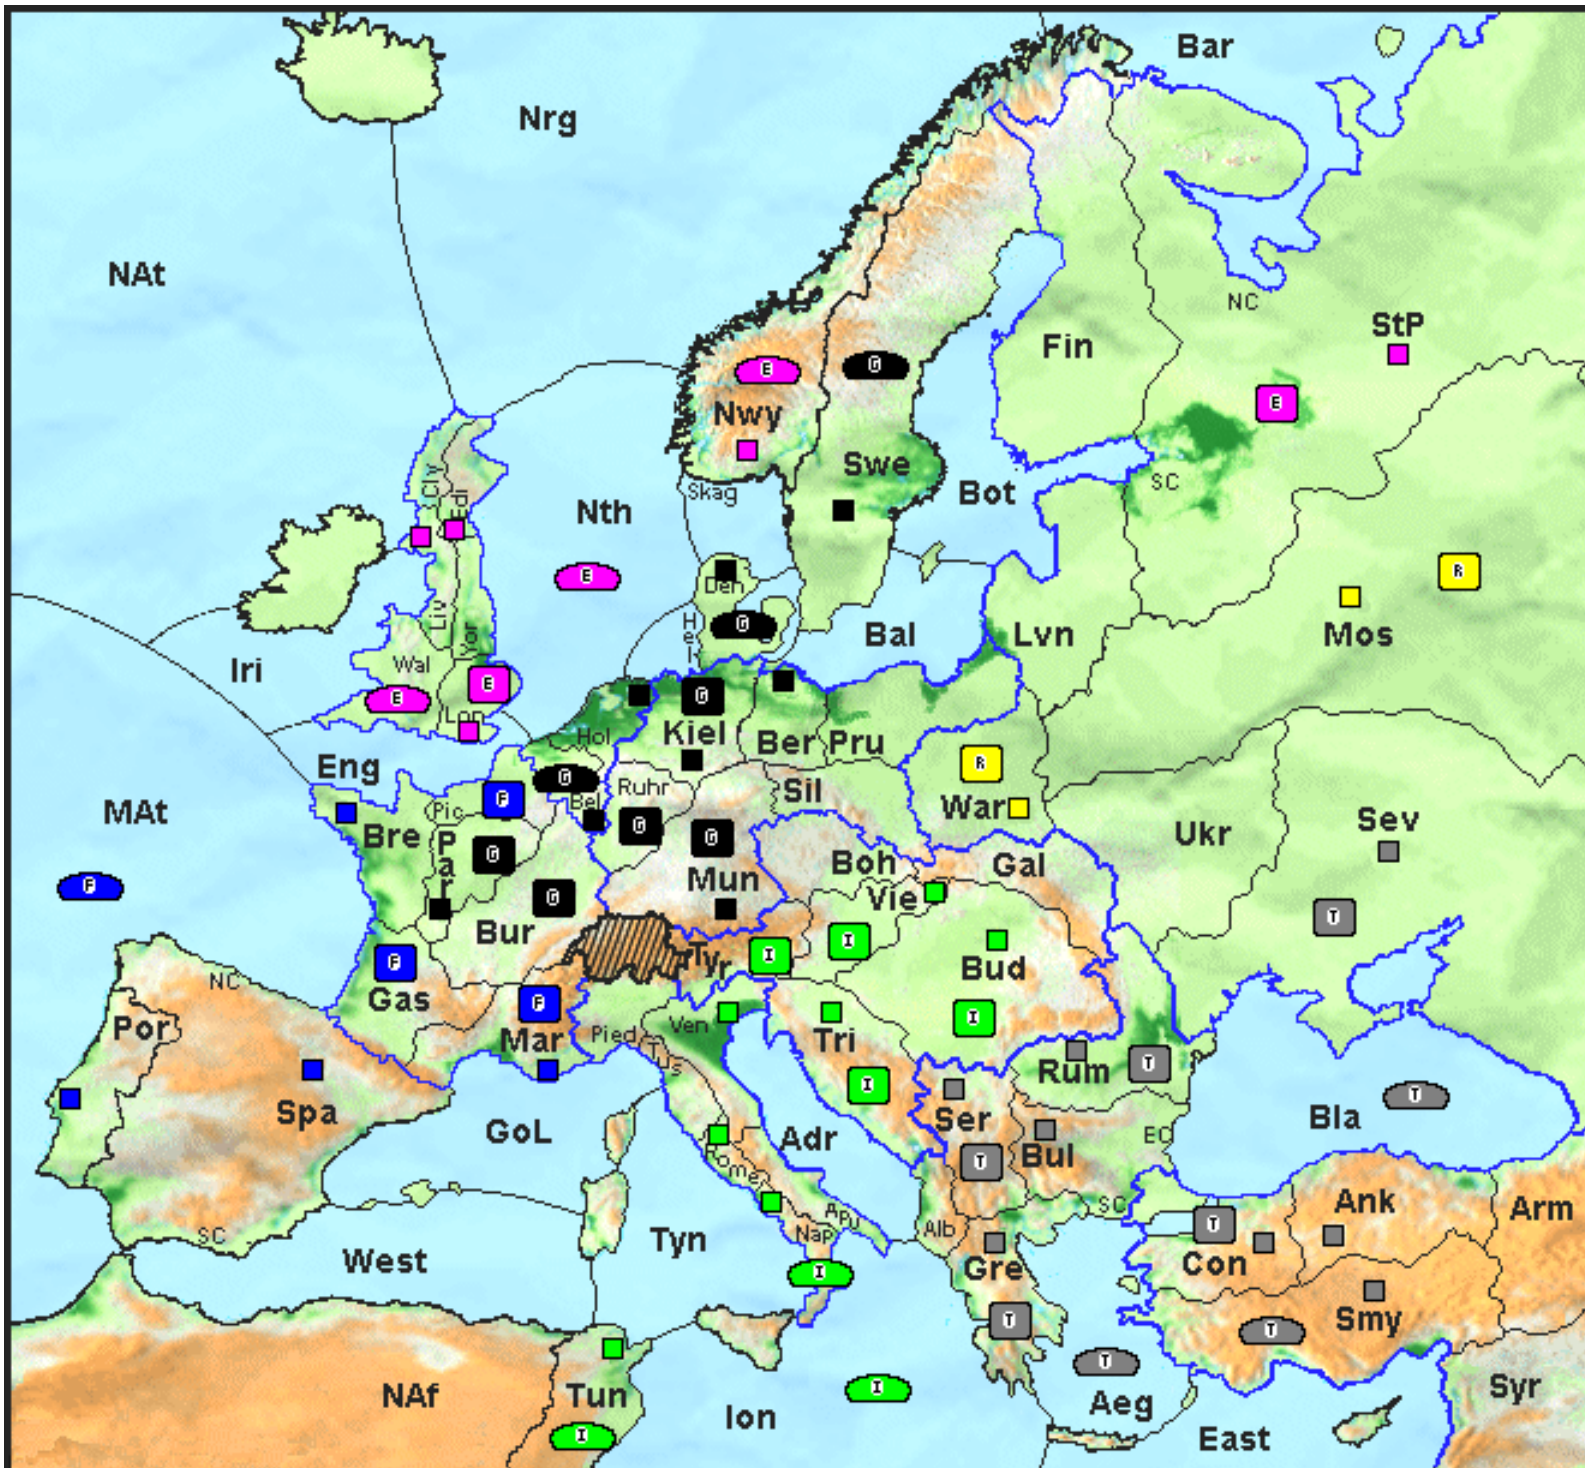 Bar
Nrg
NAt
NC
StP
Fin
E
G
Nwy
E
Cly
Edi
Swe
SC
Skag
Bot
Nth
E
Den
R
Mos
Hel
G
Bal
Lvn
Liv
Yor
Iri
Wal
E
E
Lon
G
Hol
Kiel
Ber
Pru
Eng
R
War
G
F
Pic
Bel
Ruhr
Sil
MAt
Bre
Par
G
G
G
Mun
Boh
Gal
Ukr
Sev
F
G
Bur
Vie
T
F
Gas
Tyr
I
I
Bud
NC
Por
F
Mar
Pied
Ven
Tus
Tri
I
Rum
T
Spa
GoL
I
Ser
T
Bla
Adr
Rome
T
Bul
EC
SC
West
Tyn
Apu
Nap
Alb
SC
T
Ank
Arm
Con
I
Gre
T
T
Smy
NAf
Tun
I
Ion
I
T
Aeg
Syr
East